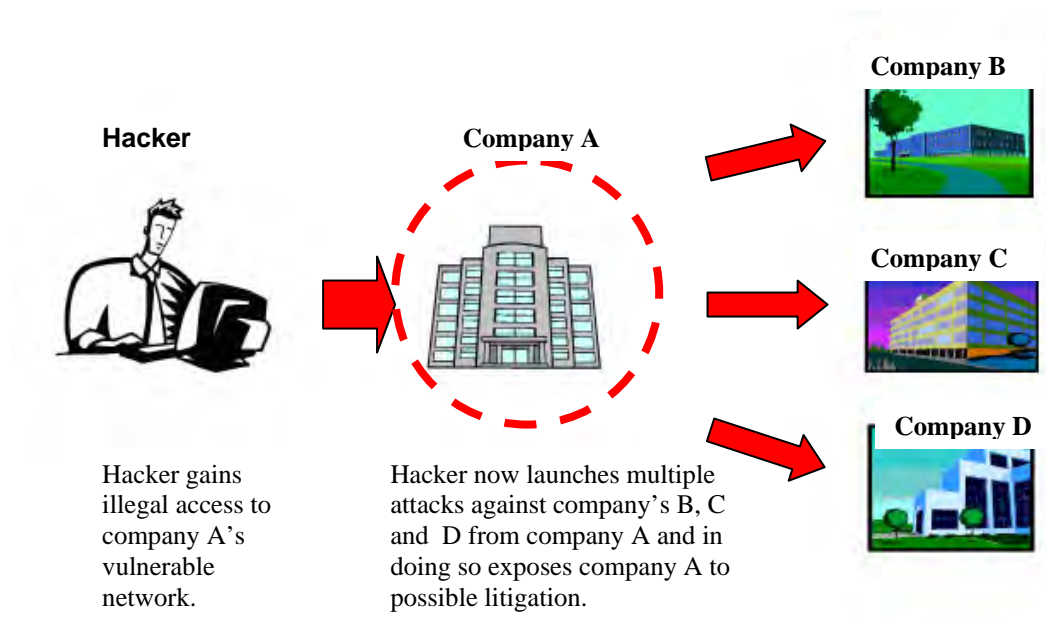 Company B
Hacker
Company A
Company C
Company D
Hacker gains
illegal access to
company A's
vulnerable
network.
Hacker now launches multiple
attacks against company's B, C
and D from company A and in
doing so exposes company A to
possible litigation.